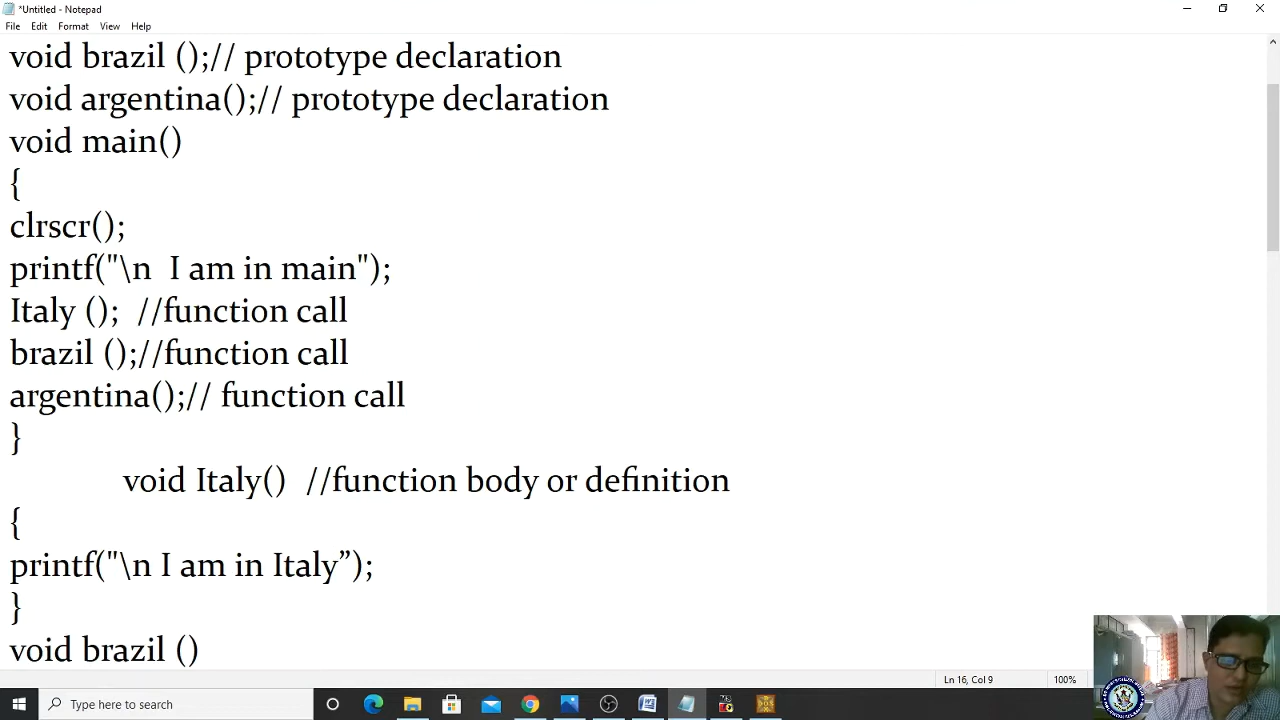 *Untitled - Notepad
File Edit Format View Help
void brazil ();// prototype declaration
void argentina();// prototype declaration
void main()
{
clrscr();
printf("\n  I am in main");
Italy ();  //function call
brazil ();//function call
argentina();// function call
}
void Italy()  //function body or definition
{
printf("\n I am in Italy”);
}
void brazil ()
Ln 16, Col 9 100%
Type here to search